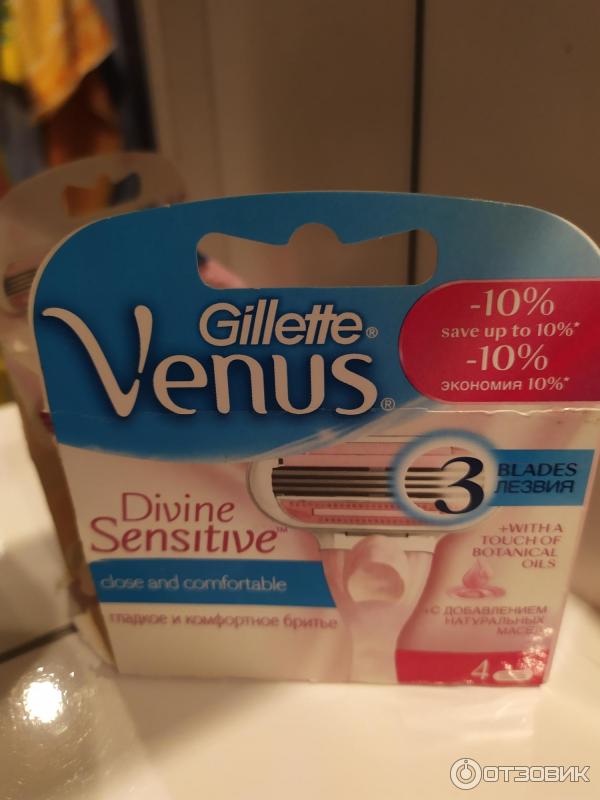 Gillette®
Venus®
-10%
save up to 10%*
-10%
экономия 10%*
3 BLADES
ЛЕЗВИЯ
Divine
Sensitive™
close and comfortable
гладкое и комфортное бритье
+WITH A
TOUCH OF
BOTANICAL
OILS
+С ДОБАВЛЕНИЕМ
НАТУРАЛЬНЫХ
МАСЕЛ
4
ОТЗОВИК